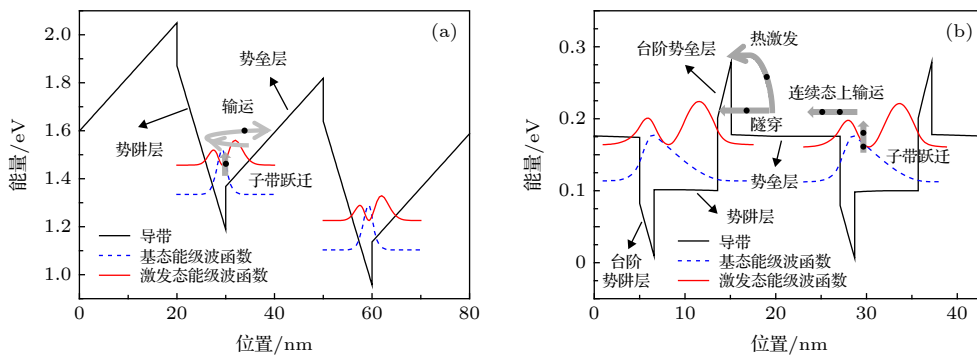 (a)
能量/eV
2.0
1.8
1.6
1.4
1.2
1.0
势垒层
输运
势阱层
子带跃迁
导带
基态能级波函数
激发态能级波函数
0
20
40
60
80
位置/nm
(b)
能量/eV
0.3
0.2
0.1
0
热激发
台阶势垒层
连续态上输运
隧穿
子带跃迁
势垒层
势阱层
导带
基态能级波函数
激发态能级波函数
台阶
势阱层
0
10
20
30
40
位置/nm